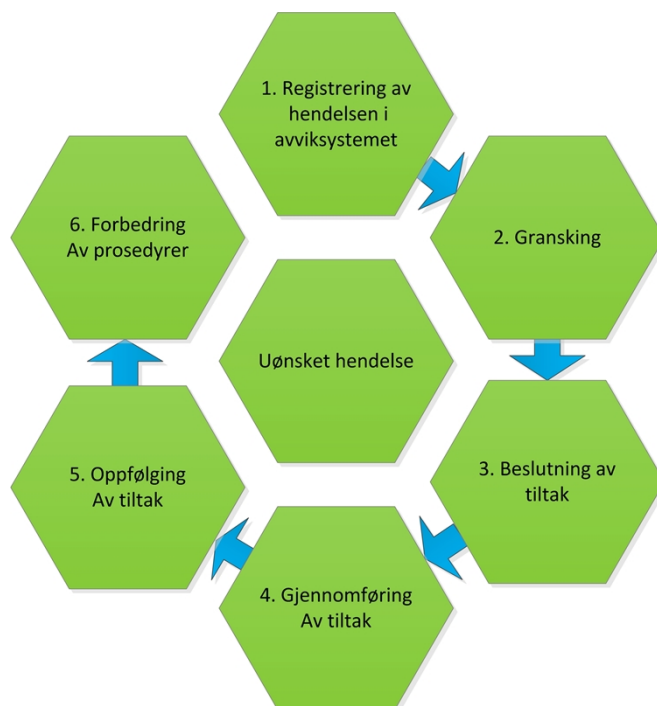 1. Registrering av
hendelsen i
avviksystemet
2. Gransking
3. Beslutning av
tiltak
4. Gjennomføring
Av tiltak
5. Oppfølging
Av tiltak
6. Forbedring
Av prosedyrer
Uønsket hendelse